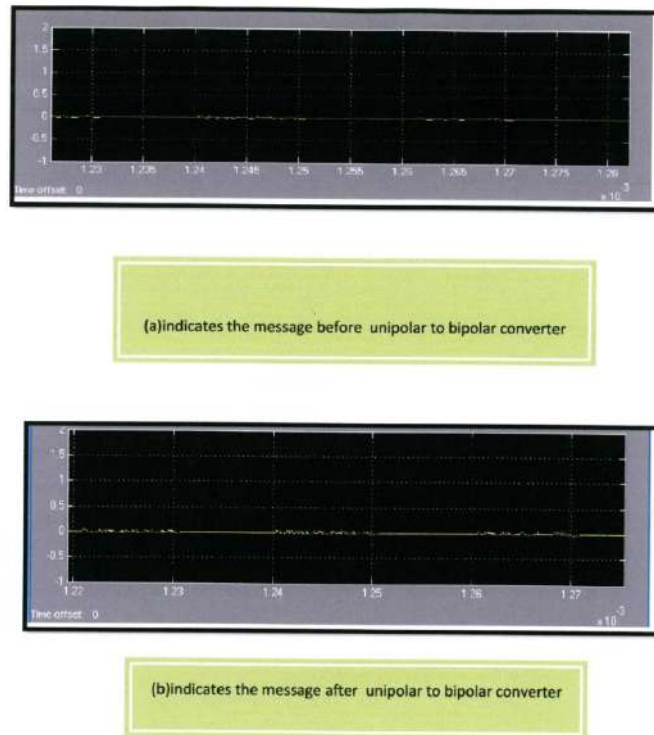 2
1.5
1
0.5
0
-0.5
-1
1.23 1.235 1.24 1.245 1.25 1.255 1.26 1.265 1.27 1.275 1.28
Time offset: 0
x 10 -3
(a)indicates the message before unipolar to bipolar converter
2
1.5
1
0.5
0
-0.5
-1
1.22 1.23 1.24 1.25 1.26 1.27
Time offset: 0
x 10 -3
(b)indicates the message after unipolar to bipolar converter